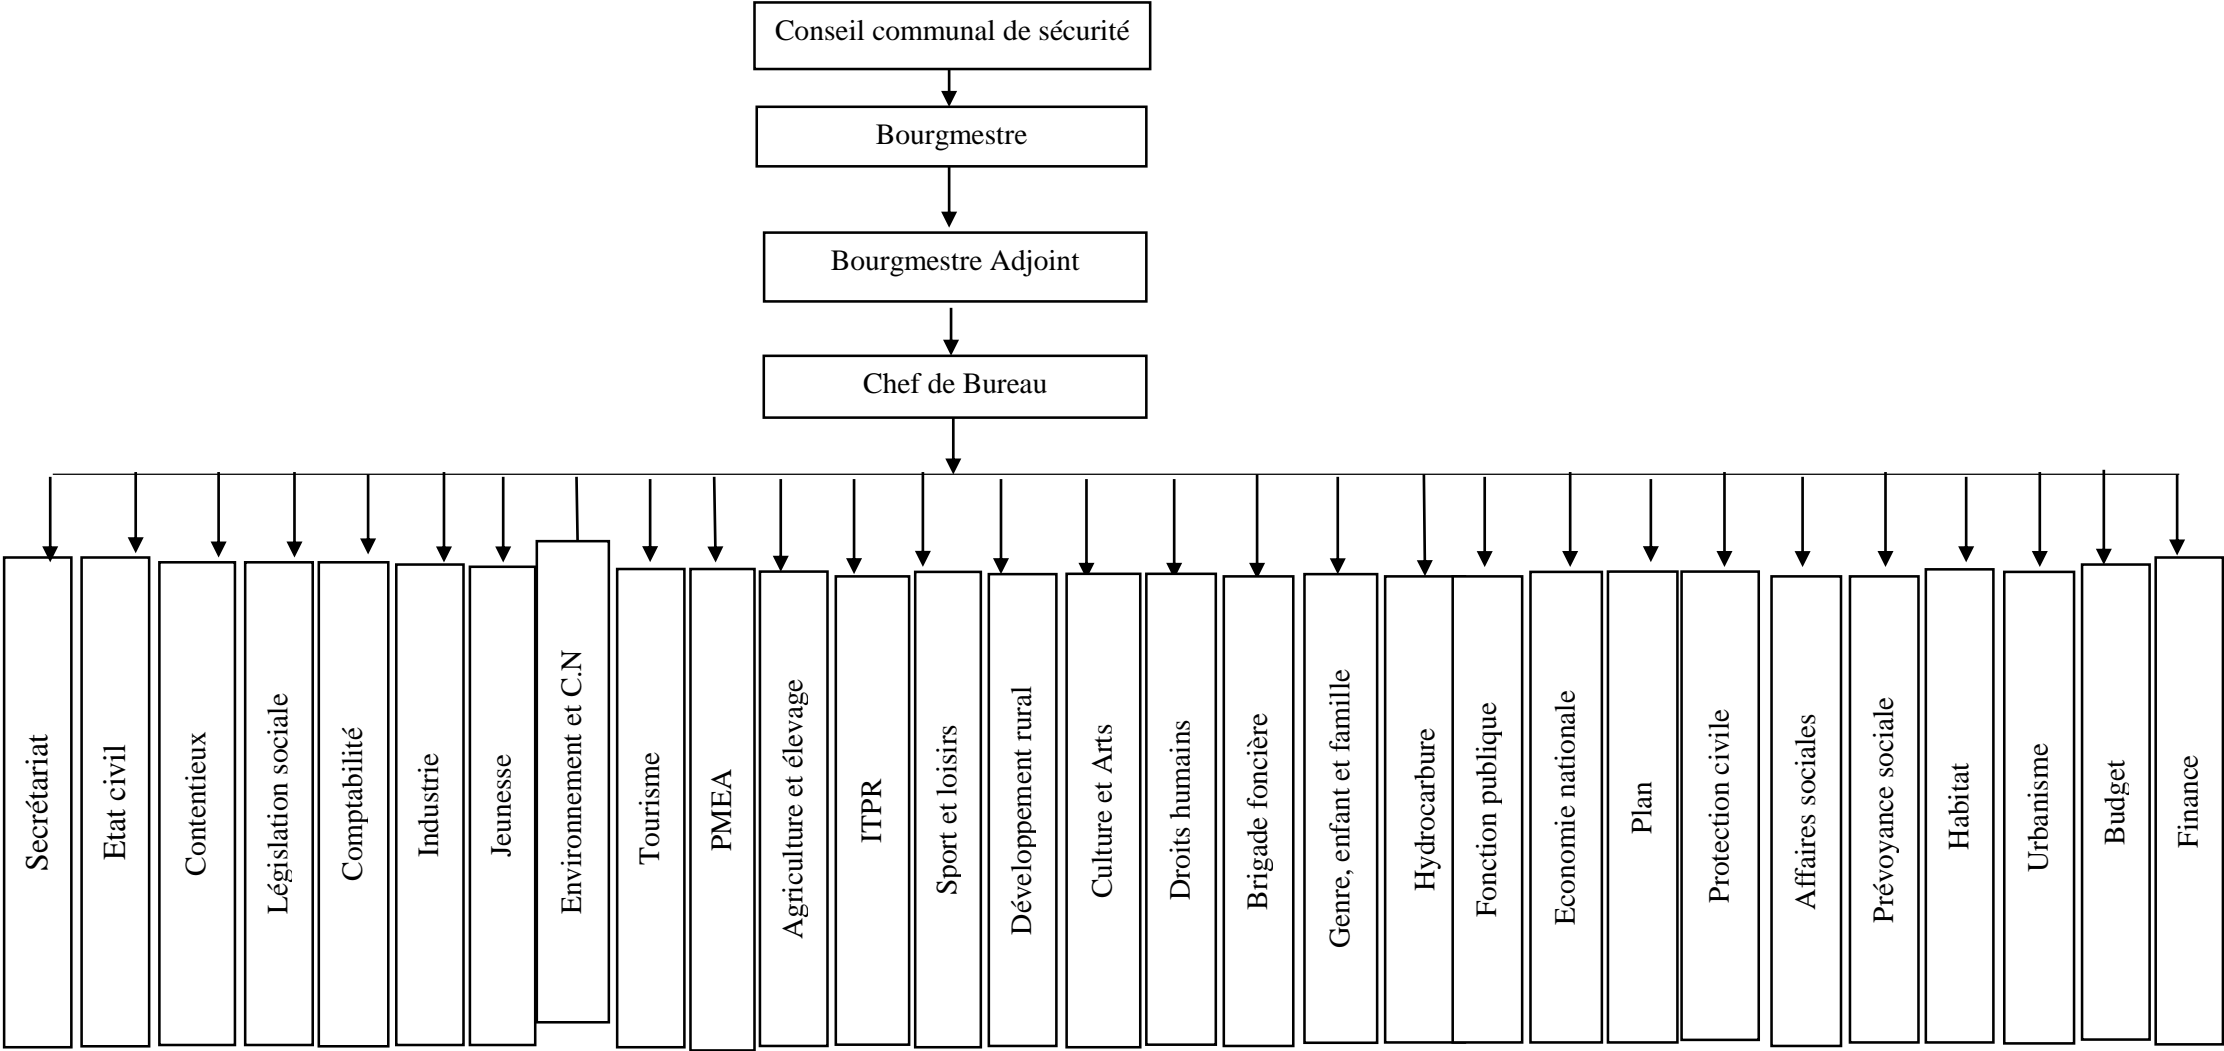 Conseil communal de sécurité
Bourgmestre
Bourgmestre Adjoint
Chef de Bureau
Secrétariat
Etat civil
Contentieux
Législation sociale
Comptabilité
Industrie
Jeunesse
Environnement et C.N
Tourisme
PMEA
Agriculture et élevage
ITPR
Sport et loisirs
Développement rural
Culture et Arts
Droits humains
Brigade foncière
Genre, enfant et famille
Hydrocarbure
Fonction publique
Economie nationale
Plan
Protection civile
Affaires sociales
Prévoyance sociale
Habitat
Urbanisme
Budget
Finance